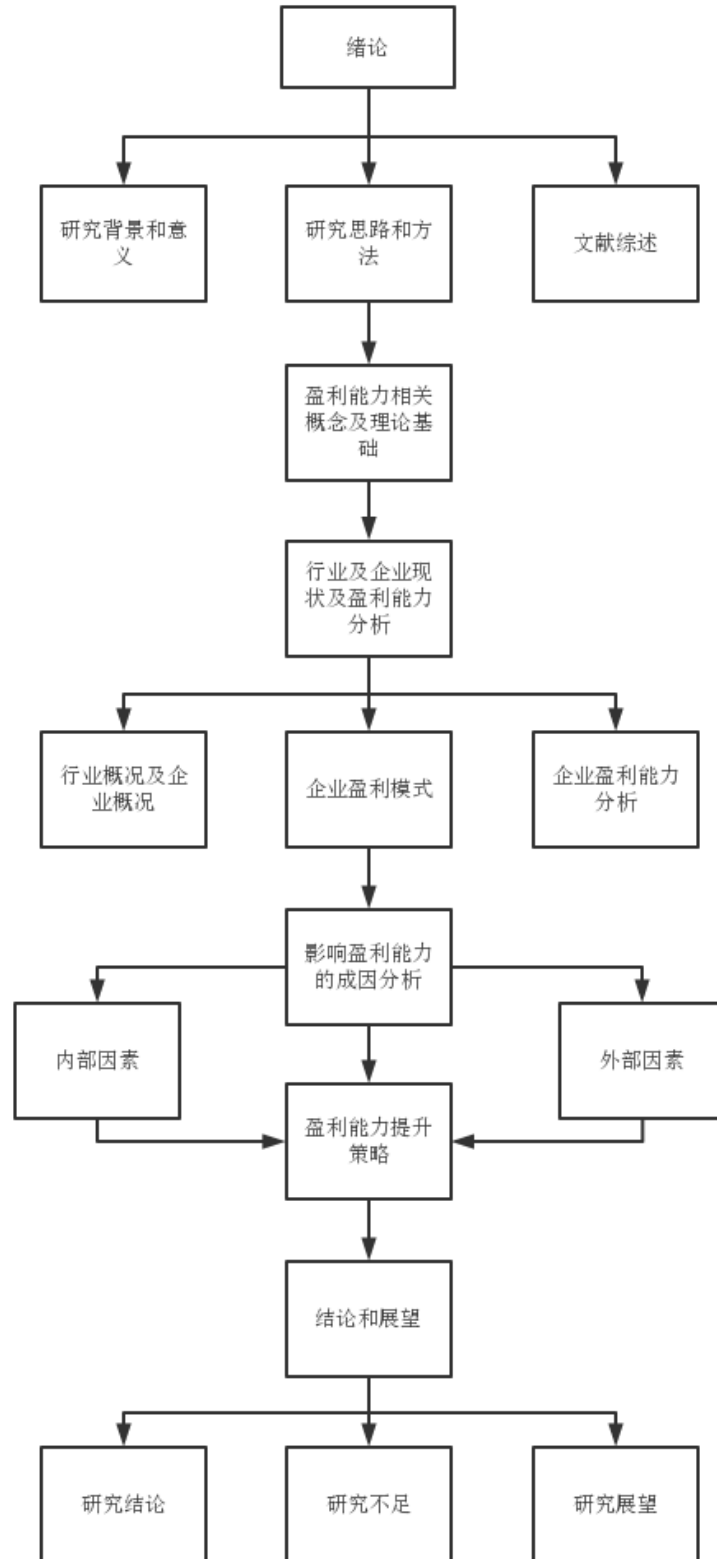 绪论
研究背景和意
义
研究思路和方
法
文献综述
盈利能力相关
概念及理论基
础
行业及企业现
状及盈利能力
分析
行业概况及企
业概况
企业盈利模式
企业盈利能力
分析
影响盈利能力
的成因分析
内部因素
外部因素
盈利能力提升
策略
结论和展望
研究结论
研究不足
研究展望